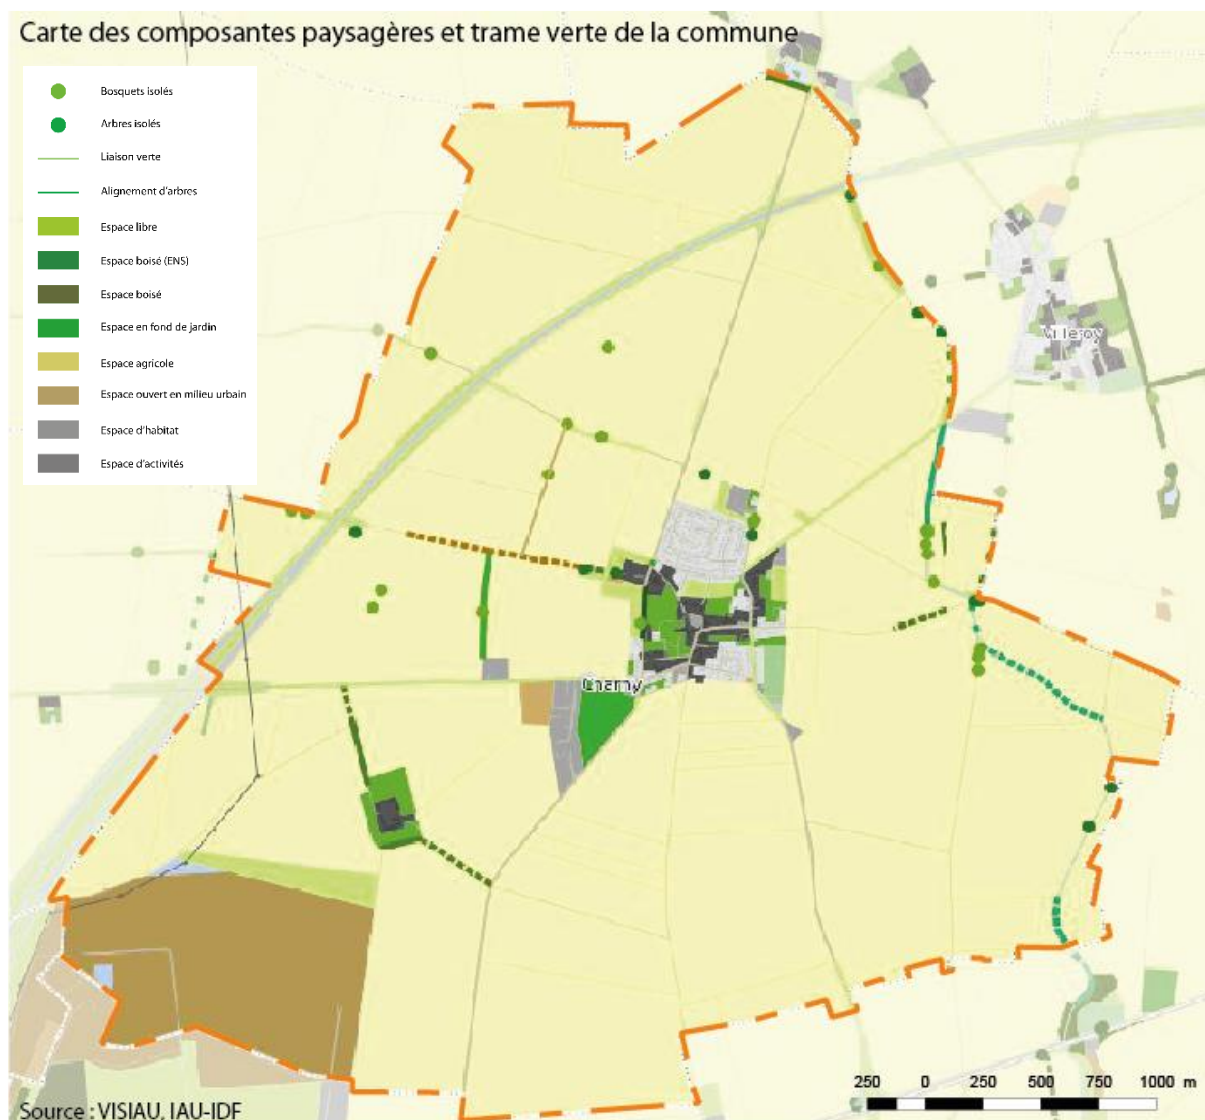 Carte des composantes paysagères et trame verte de la commune
Bosquets isolés
Arbres isolés
Liaison verte
Alignement d'arbres
Espace libre
Espace boisé (ENS)
Espace boisé
Espace en fond de jardin
Espace agricole
Espace ouvert en milieu urbain
Espace d'habitat
Espace d'activités
Villeroy
Charny
250 0 250 500 750 1000 m
Source : VISIAU, IAU-IDF